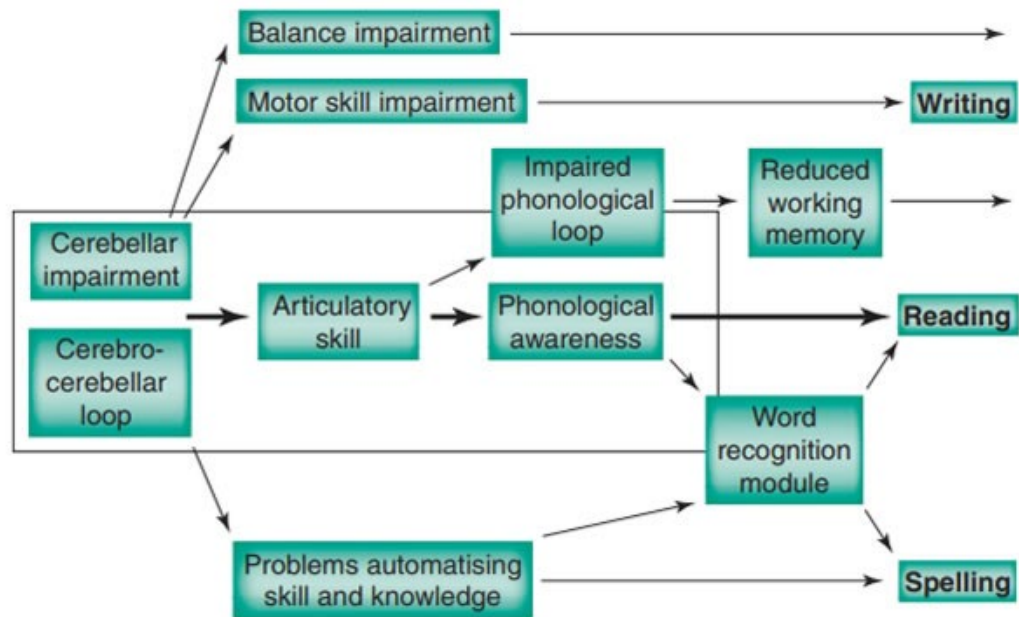 Balance impairment
Motor skill impairment
Writing
Impaired
phonological
loop
Reduced
working
memory
Cerebellar
impairment
Articulatory
skill
Phonological
awareness
Reading
Cerebro-
cerebellar
loop
Word
recognition
module
Problems automatising
skill and knowledge
Spelling